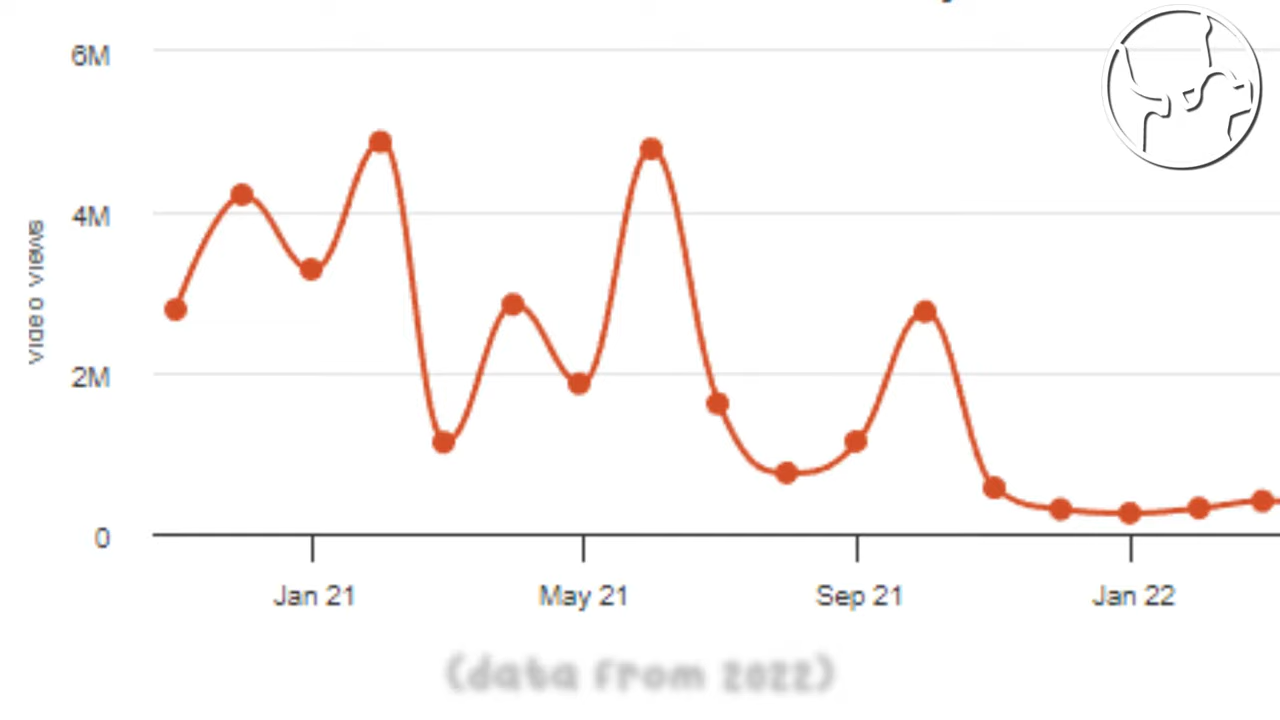 6M
4M
2M
0
video views
Jan 21
May 21
Sep 21
Jan 22
(data from 2022)